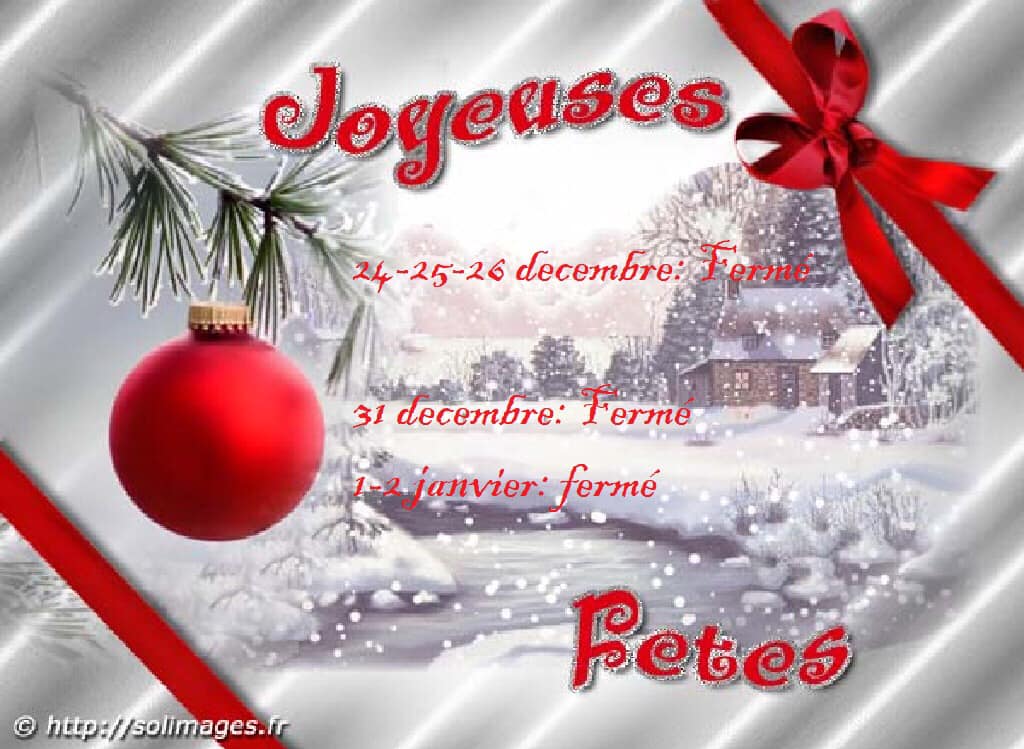 Joyeuses
24-25-26 decembre: Fermé
31 decembre: Fermé
1-2 janvier: fermé
Fetes
© http://solimages.fr